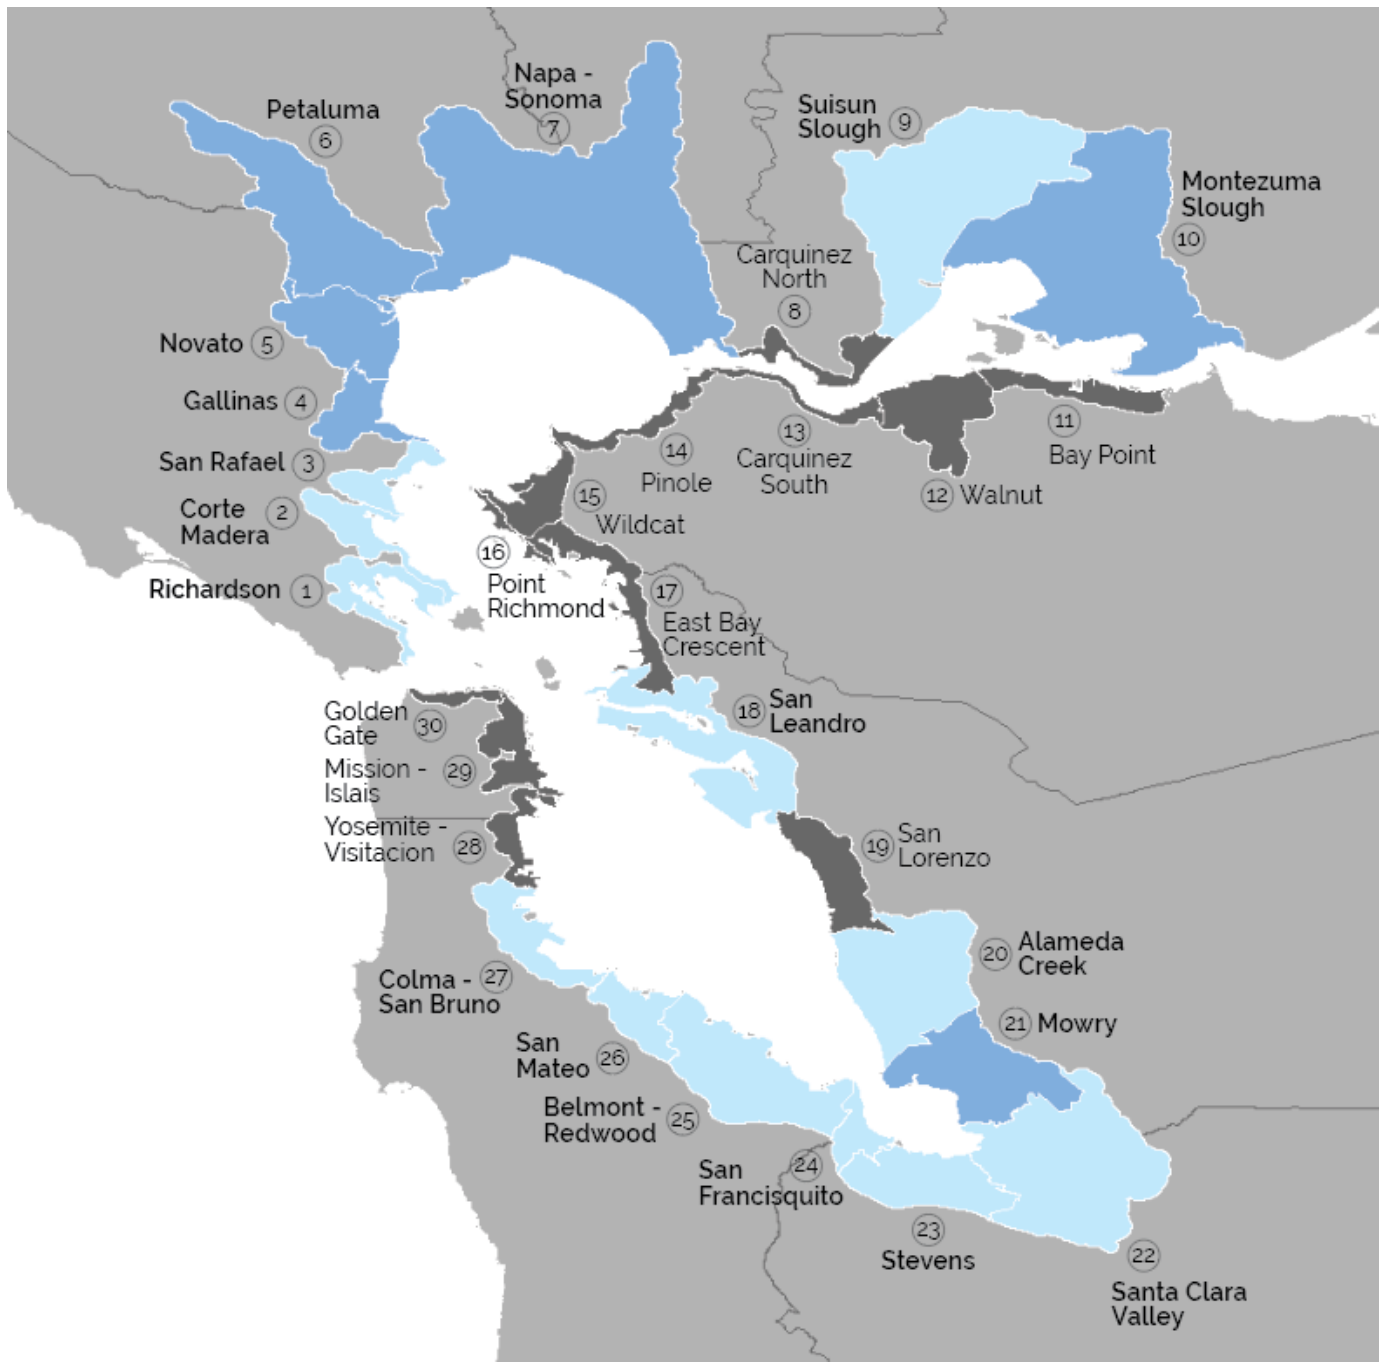 Petaluma
6
Napa -
Sonoma
7
Suisun
Slough 9
Montezuma
Slough
10
Carquinez
North
8
Novato 5
Gallinas 4
San Rafael 3
Corte
Madera 2
Richardson 1
14
Pinole
13
Carquinez
South
12 Walnut
11
Bay Point
15
Wildcat
16
Point
Richmond
17
East Bay
Crescent
18 San
Leandro
Golden
Gate 30
Mission -
Islais 29
Yosemite -
Visitacion 28
19 San
Lorenzo
20 Alameda
Creek
21 Mowry
Colma - 27
San Bruno
San
Mateo 26
Belmont -
Redwood 25
San
Francisquito 24
23
Stevens
22
Santa Clara
Valley